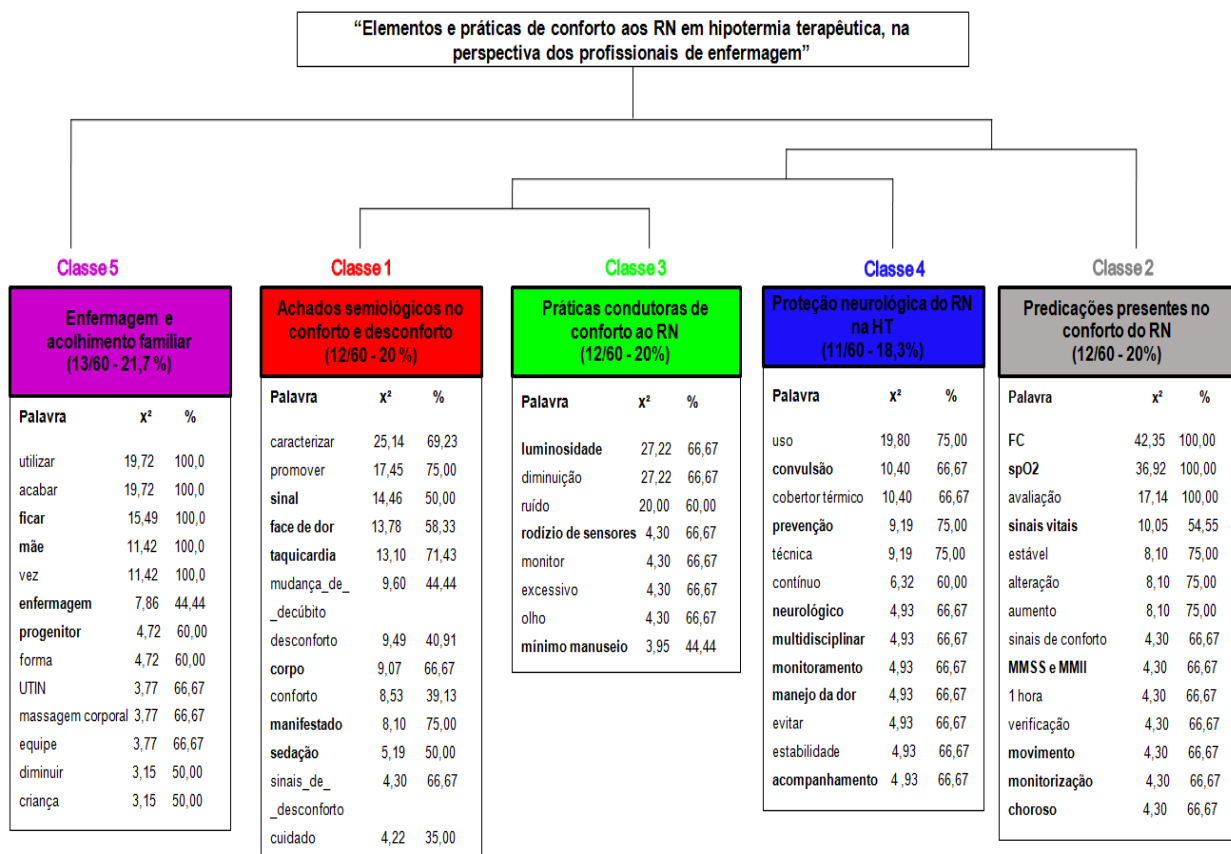 “Elementos e práticas de conforto aos RN em hipotermia terapêutica, na
perspectiva dos profissionais de enfermagem”
Classe 5
Enfermagem e
acolhimento familiar
(13/60 - 21,7 %)
Palavra x² %
utilizar 19,72 100,0
acabar 19,72 100,0
ficar 15,49 100,0
mãe 11,42 100,0
vez 11,42 100,0
enfermagem 7,86 44,44
progenitor 4,72 60,00
forma 4,72 60,00
UTIN 3,77 66,67
massagem corporal 3,77 66,67
equipe 3,77 66,67
diminuir 3,15 50,00
criança 3,15 50,00
Classe 1
Achados semiológicos no
conforto e desconforto
(12/60 - 20 %)
Palavra x² %
caracterizar 25,14 69,23
promover 17,45 75,00
sinal 14,46 50,00
face de dor 13,78 58,33
taquicardia 13,10 71,43
mudança_de_ 9,60 44,44
_decúbito
desconforto 9,49 40,91
corpo 9,07 66,67
conforto 8,53 39,13
manifestado 8,10 75,00
sedação 5,19 50,00
sinais_de_ 4,30 66,67
_desconforto
cuidado 4,22 35,00
Classe 3
Práticas condutoras de
conforto ao RN
(12/60 - 20%)
Palavra x² %
luminosidade 27,22 66,67
diminuição 27,22 66,67
ruído 20,00 60,00
rodízio de sensores 4,30 66,67
monitor 4,30 66,67
excessivo 4,30 66,67
olho 4,30 66,67
mínimo manuseio 3,95 44,44
Classe 4
Proteção neurológica do RN
na HT
(11/60 - 18,3%)
Palavra x² %
uso 19,80 75,00
convulsão 10,40 66,67
cobertor térmico 10,40 66,67
prevenção 9,19 75,00
técnica 9,19 75,00
contínuo 6,32 60,00
neurológico 4,93 66,67
multidisciplinar 4,93 66,67
monitoramento 4,93 66,67
manejo da dor 4,93 66,67
evitar 4,93 66,67
estabilidade 4,93 66,67
acompanhamento 4 ,93 66,67
Classe 2
Predicações presentes no
conforto do RN
(12/60 - 20%)
Palavra x² %
FC 42,35 100,00
spO2 36,92 100,00
avaliação 17,14 100,00
sinais vitais 10,05 54,55
estável 8,10 75,00
alteração 8,10 75,00
aumento 8,10 75,00
sinais de conforto 4,30 66,67
MMSS e MMII 4,30 66,67
1 hora 4,30 66,67
verificação 4,30 66,67
movimento 4,30 66,67
monitorização 4,30 66,67
choroso 4,30 66,67